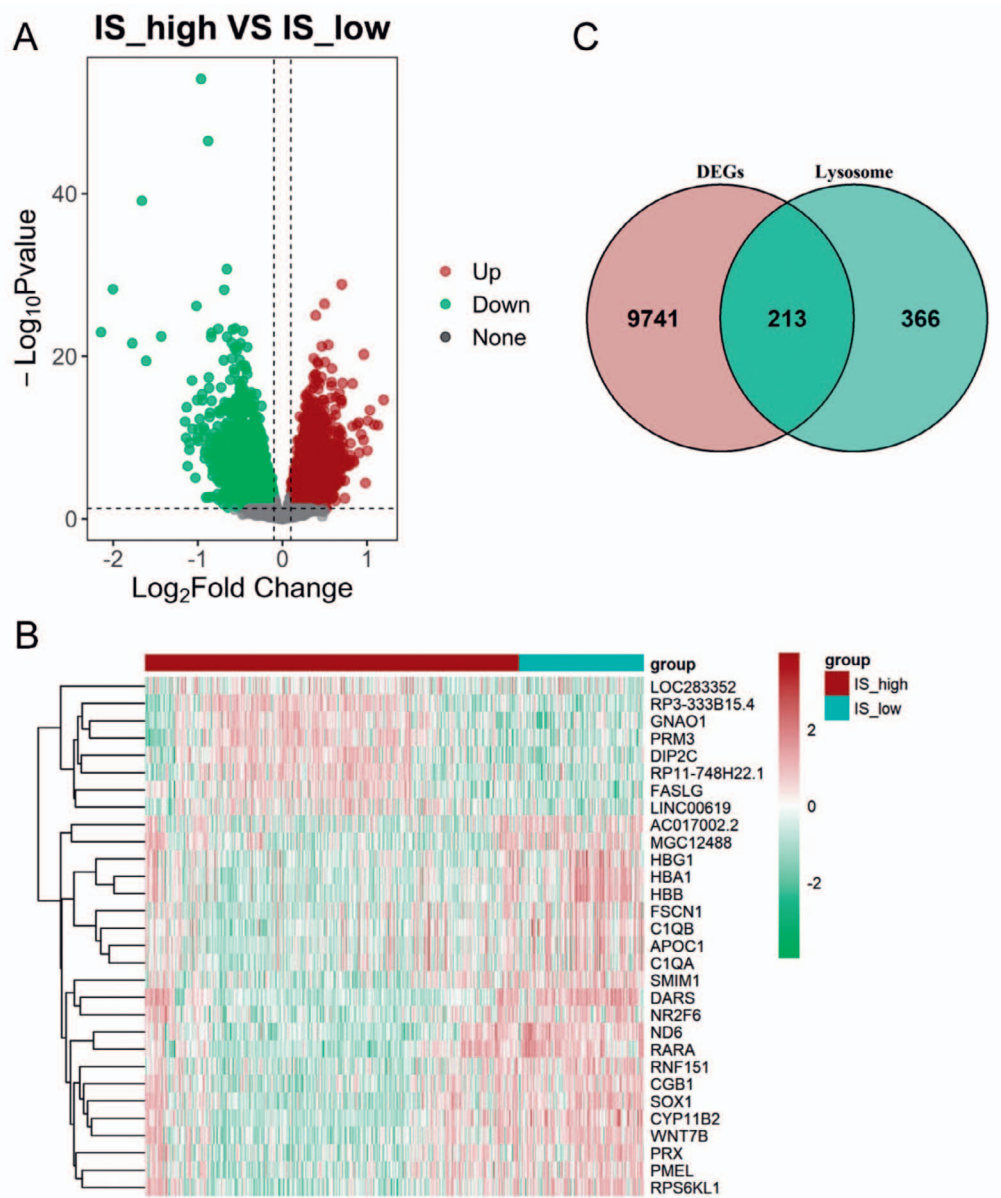 A
IS_high VS IS_low
− Log10Pvalue
40
20
0
-2
-1
0
1
Log2Fold Change
Up
Down
None
C
DEGs
Lysosome
9741
213
366
B
group
LOC283352
RP3-333B15.4
GNAO1
PRM3
DIP2C
RP11-748H22.1
FASLG
LINC00619
AC017002.2
MGC12488
HBG1
HBA1
HBB
FSCN1
C1QB
APOC1
C1QA
SMIM1
DARS
NR2F6
ND6
RARA
RNF151
CGB1
SOX1
CYP11B2
WNT7B
PRX
PMEL
RPS6KL1
2
0
-2
group
IS_high
IS_low